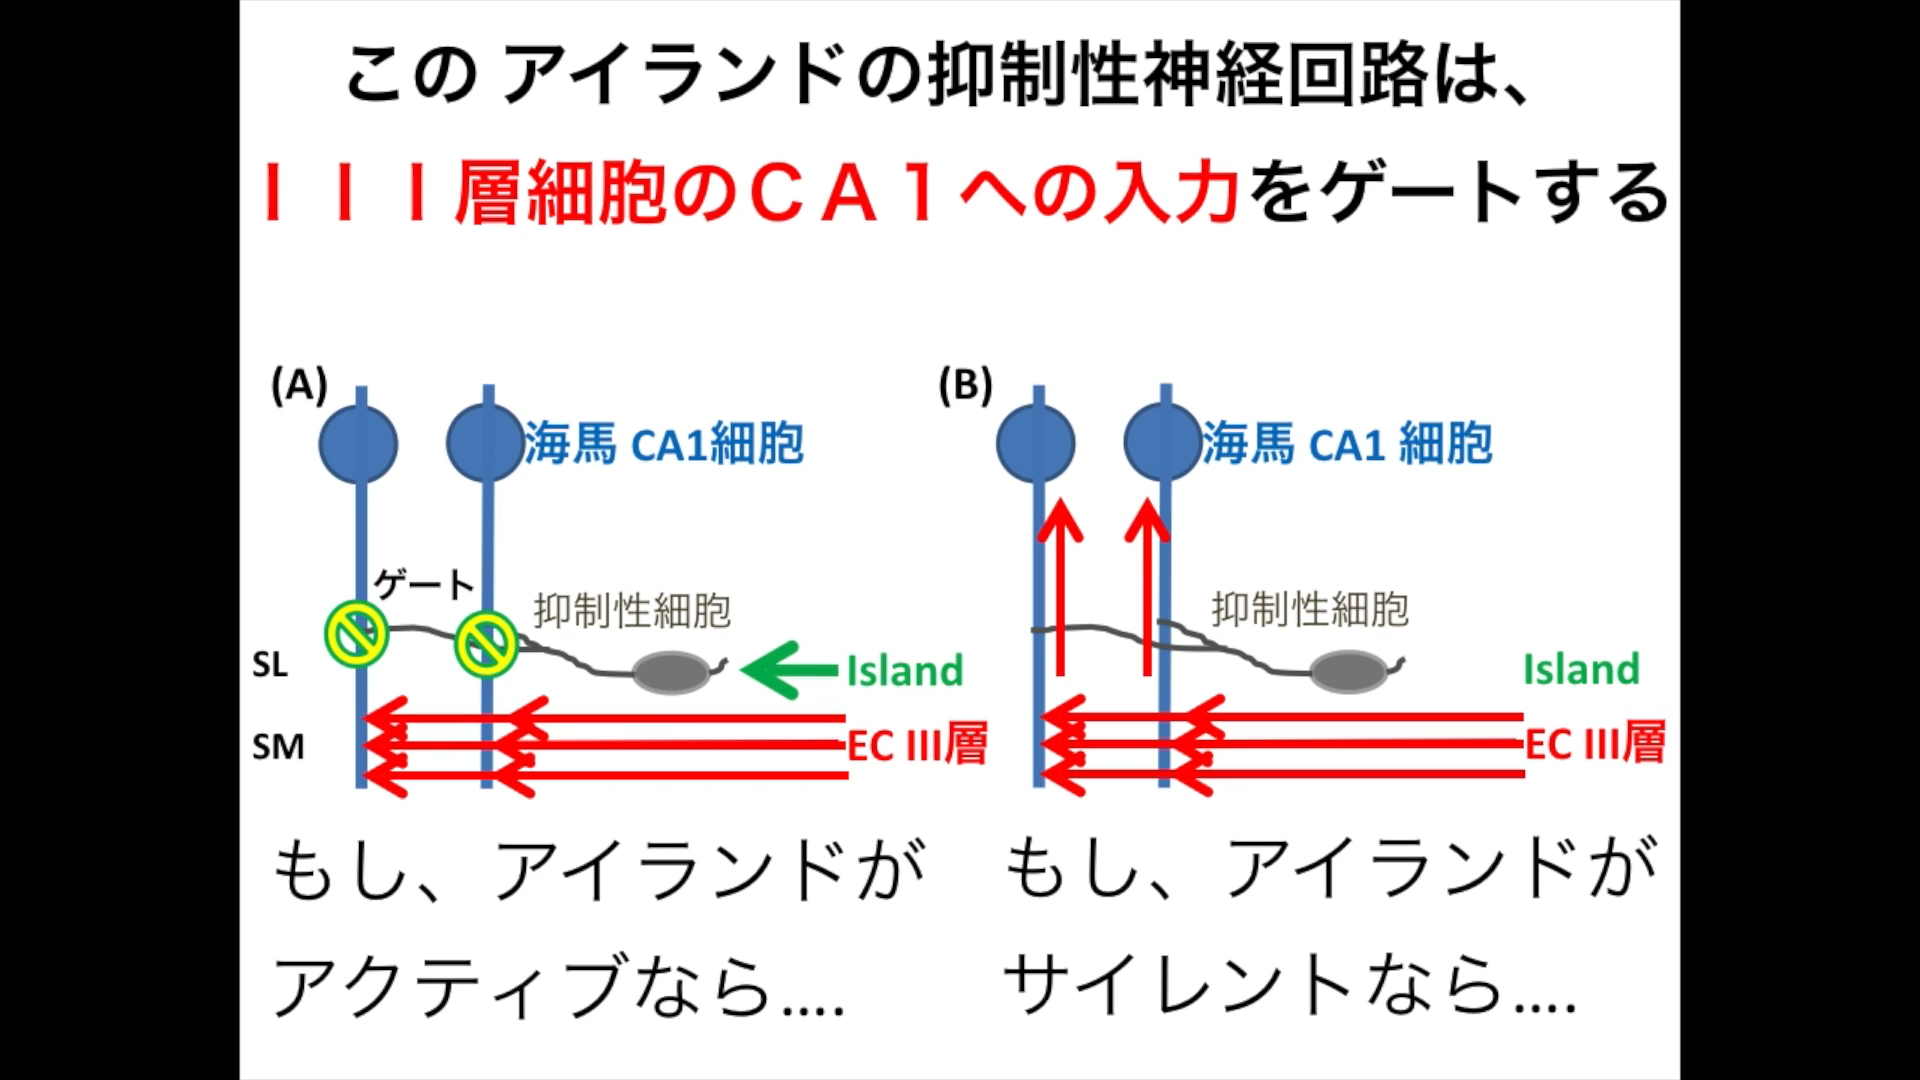 この アイランドの抑制性神経回路は、
ＩＩＩ層細胞のＣＡ１への入力をゲートする
(A)
海馬 CA1細胞
ゲート
抑制性細胞
SL
Island
SM
EC III層
もし、アイランドが
アクティブなら....
(B)
海馬 CA1 細胞
抑制性細胞
Island
EC III層
もし、アイランドが
サイレントなら....